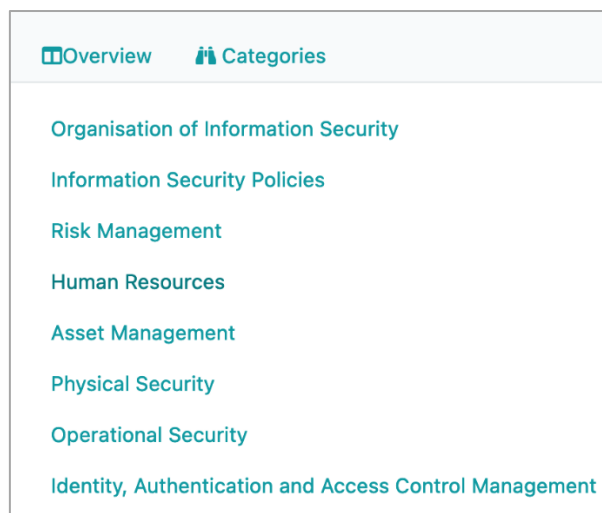 Overview Categories
Organisation of Information Security
Information Security Policies
Risk Management
Human Resources
Asset Management
Physical Security
Operational Security
Identity, Authentication and Access Control Management